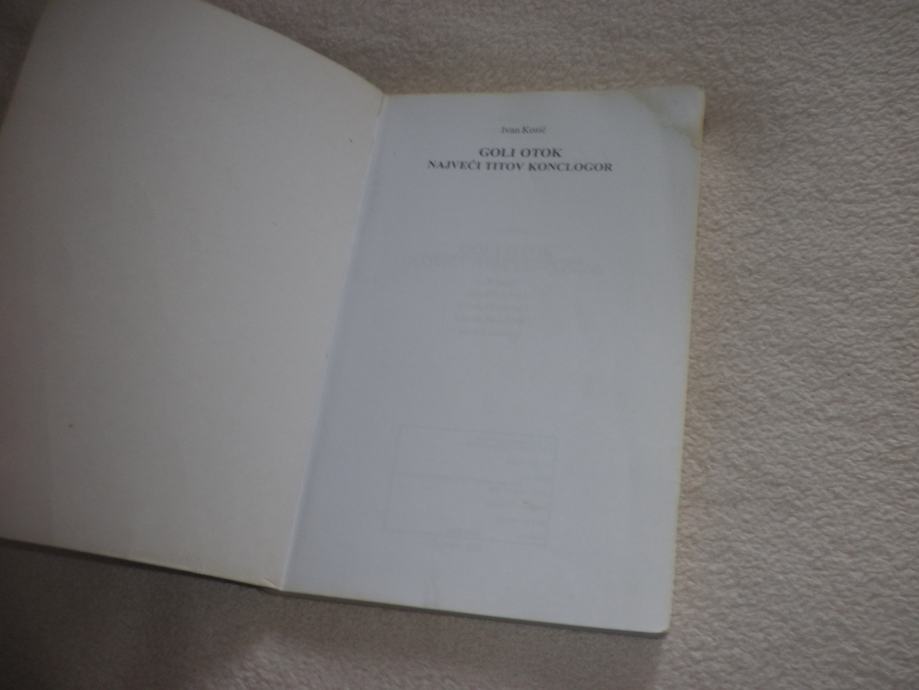 Ivan Kosić
GOLI OTOK
NAJVEĆI TITOV KONCLOGOR